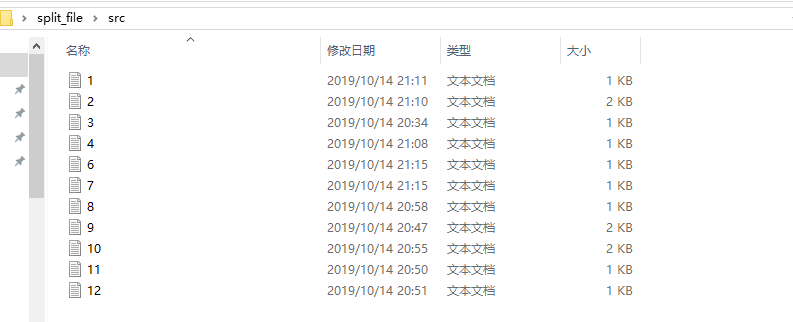 split_file > src
名称 修改日期 类型 大小
1 2019/10/14 21:11 文本文档 1 KB
2 2019/10/14 21:10 文本文档 2 KB
3 2019/10/14 20:34 文本文档 1 KB
4 2019/10/14 21:08 文本文档 1 KB
6 2019/10/14 21:15 文本文档 1 KB
7 2019/10/14 21:15 文本文档 1 KB
8 2019/10/14 20:58 文本文档 1 KB
9 2019/10/14 20:47 文本文档 2 KB
10 2019/10/14 20:55 文本文档 2 KB
11 2019/10/14 20:50 文本文档 1 KB
12 2019/10/14 20:51 文本文档 1 KB